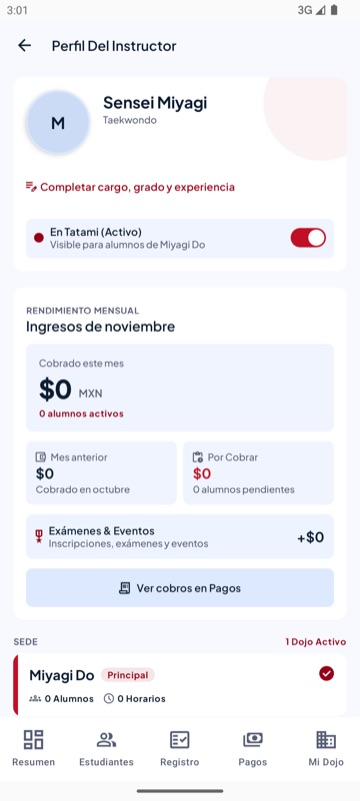 3:01 3G
Perfil Del Instructor
M
Sensei Miyagi
Taekwondo
Completar cargo, grado y experiencia
En Tatami (Activo)
Visible para alumnos de Miyagi Do
RENDIMIENTO MENSUAL
Ingresos de noviembre
Cobrado este mes
$0 MXN
0 alumnos activos
Mes anterior
$0
Cobrado en octubre
Por Cobrar
$0
0 alumnos pendientes
Exámenes & Eventos
Inscripciones, exámenes y eventos
+$0
Ver cobros en Pagos
SEDE 1 Dojo Activo
Miyagi Do Principal
0 Alumnos 0 Horarios
Resumen Estudiantes Registro Pagos Mi Dojo